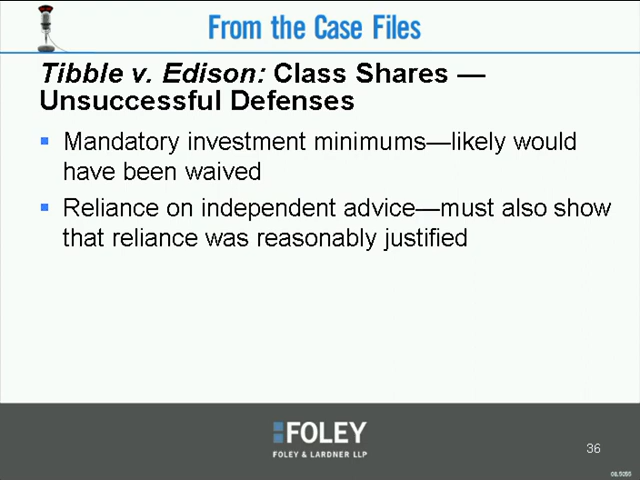 From the Case Files
Tibble v. Edison: Class Shares —
Unsuccessful Defenses
Mandatory investment minimums—likely would
have been waived
Reliance on independent advice—must also show
that reliance was reasonably justified
FOLEY
FOLEY & LARDNER LLP
36